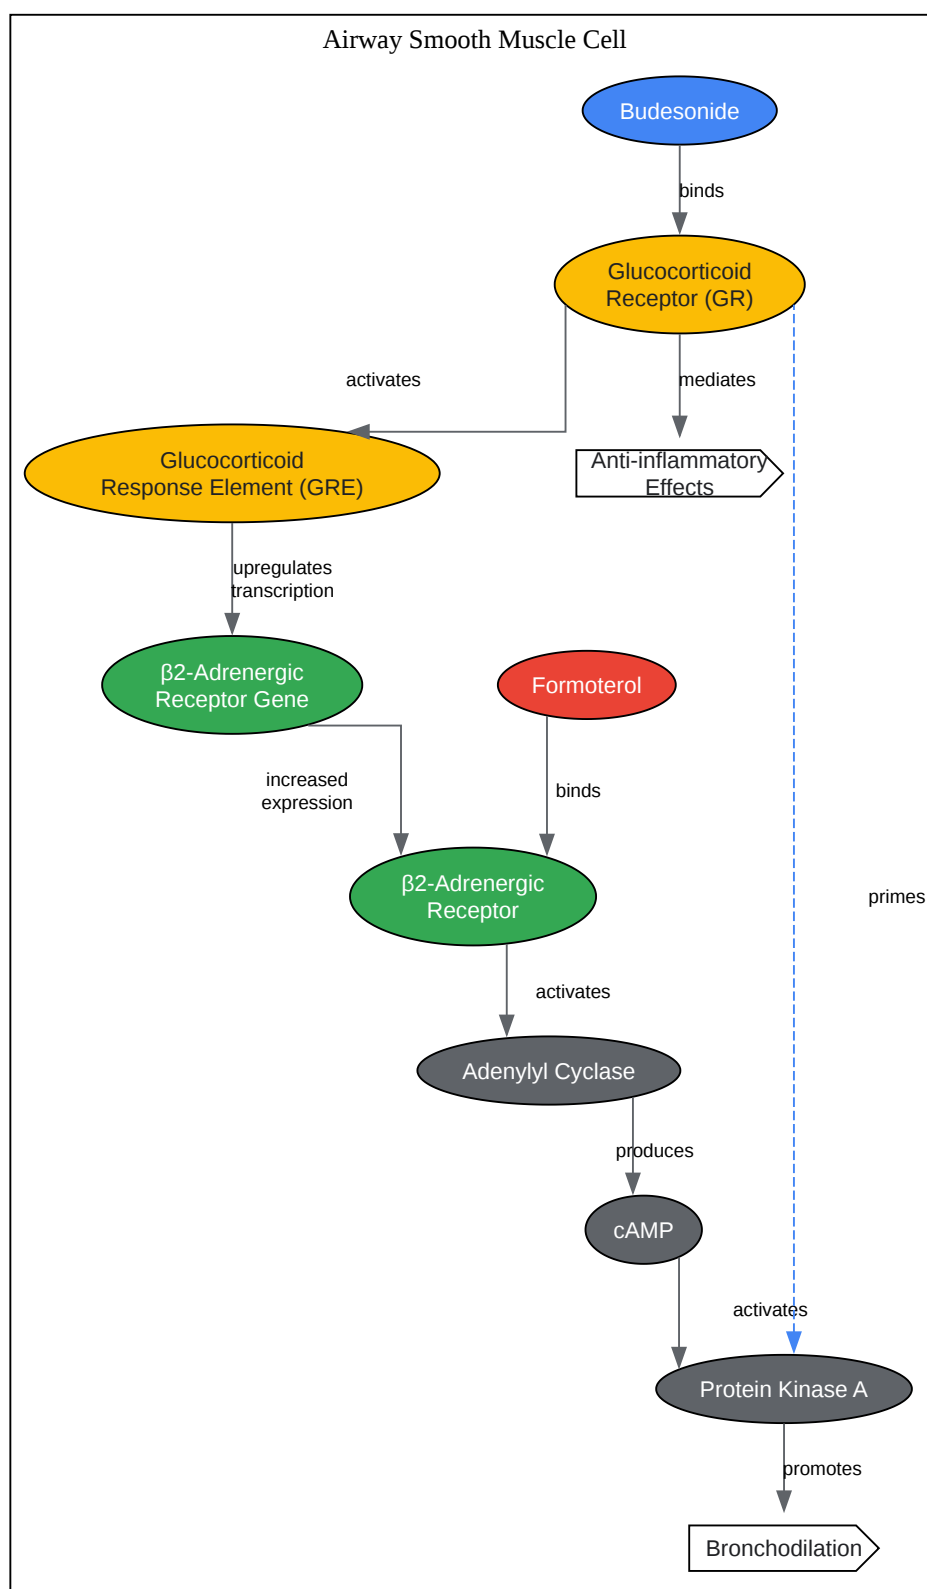 Airway Smooth Muscle Cell
Budesonide
binds
Glucocorticoid
Receptor (GR)
activates
mediates
Glucocorticoid
Response Element (GRE)
Anti-inflammatory
Effects
upregulates
transcription
β2-Adrenergic
Receptor Gene
Formoterol
increased
expression
binds
β2-Adrenergic
Receptor
primes
activates
Adenylyl Cyclase
produces
cAMP
activates
Protein Kinase A
promotes
Bronchodilation